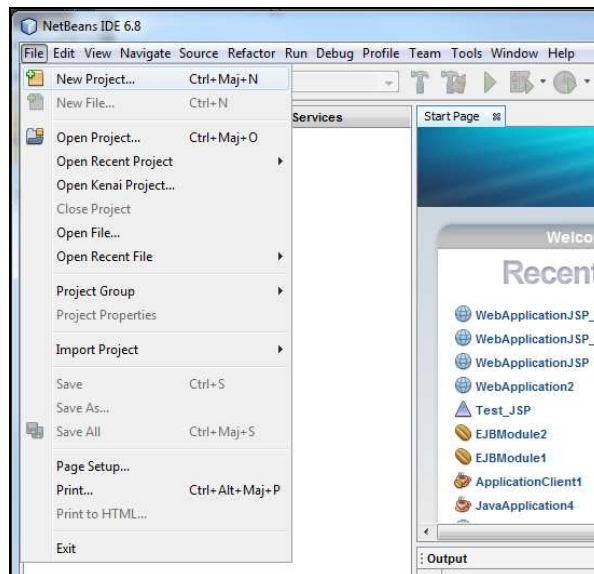 NetBeans IDE 6.8
File Edit View Navigate Source Refactor Run Debug Profile Team Tools Window Help
New Project... Ctrl+Maj+N
New File... Ctrl+N
Open Project... Ctrl+Maj+O
Open Recent Project
Open Kenai Project...
Close Project
Open File...
Open Recent File
Project Group
Project Properties
Import Project
Save Ctrl+S
Save As...
Save All Ctrl+Maj+S
Page Setup...
Print... Ctrl+Alt+Maj+P
Print to HTML...
Exit
Services
Start Page
Welco
Recent
WebApplicationJSP_
WebApplicationJSP_
WebApplicationJSP
WebApplication2
Test_JSP
EJBModule2
EJBModule1
ApplicationClient1
JavaApplication4
Output